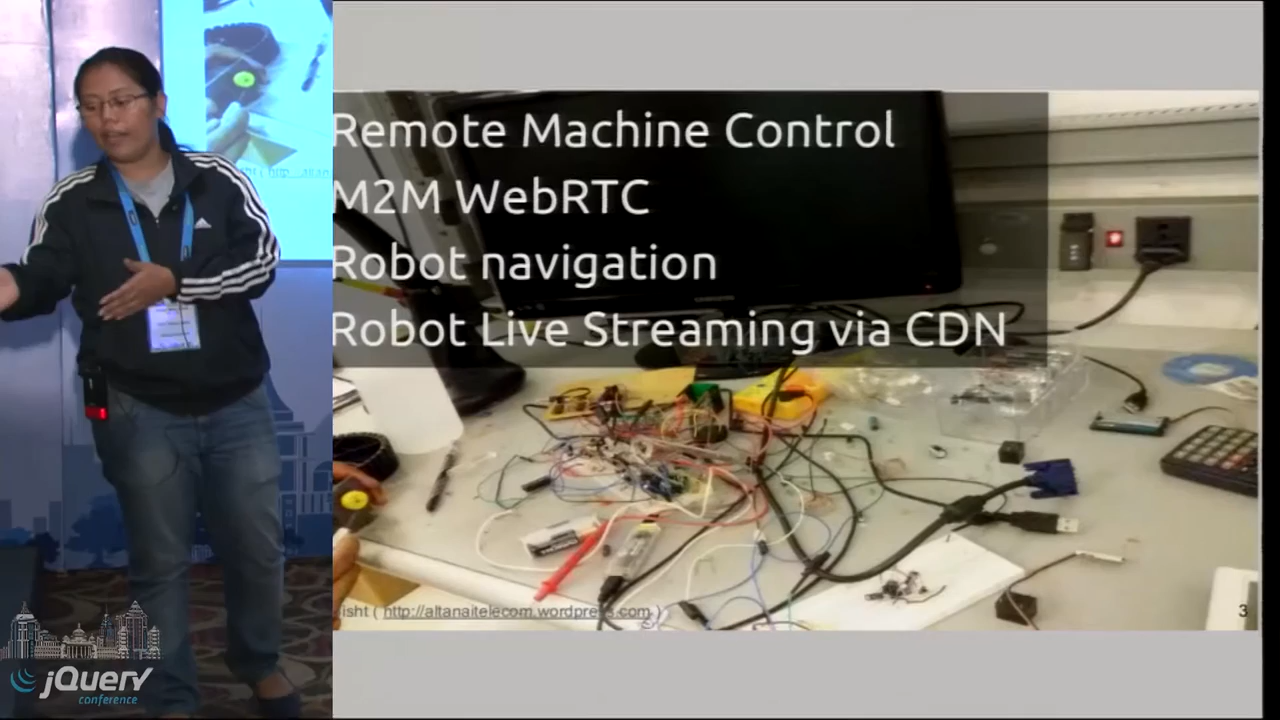 Remote Machine Control
M2M WebRTC
Robot navigation
Robot Live Streaming via CDN
isht ( http://altanaitelecom.wordpress.com )
3
jQuery
conference